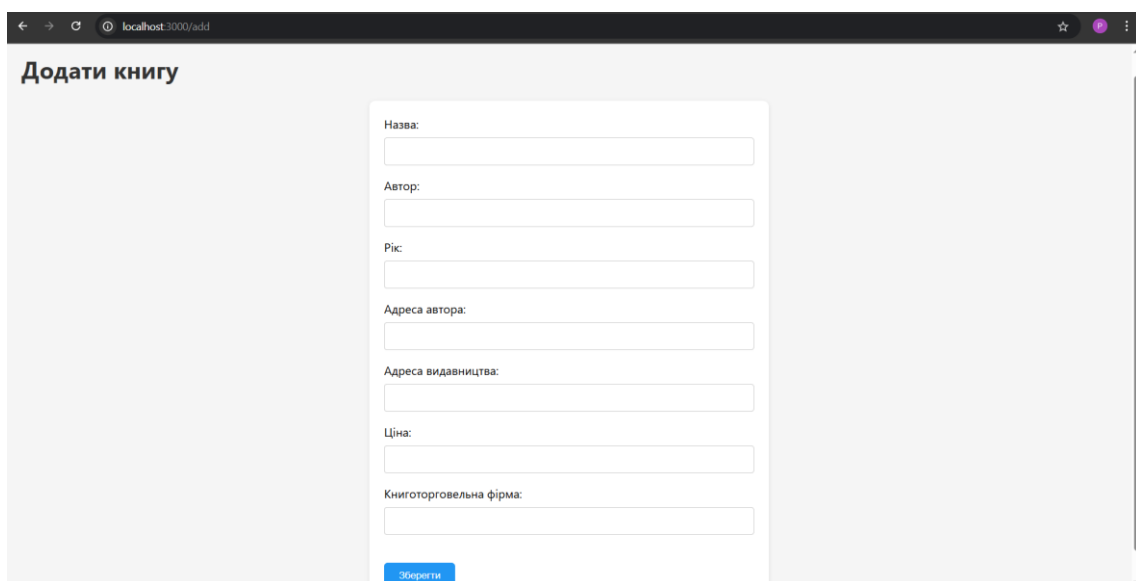 localhost:3000/add
P
Додати книгу
Назва:
Автор:
Рік:
Адреса автора:
Адреса видавництва:
Ціна:
Книготорговельна фірма:
Зберегти